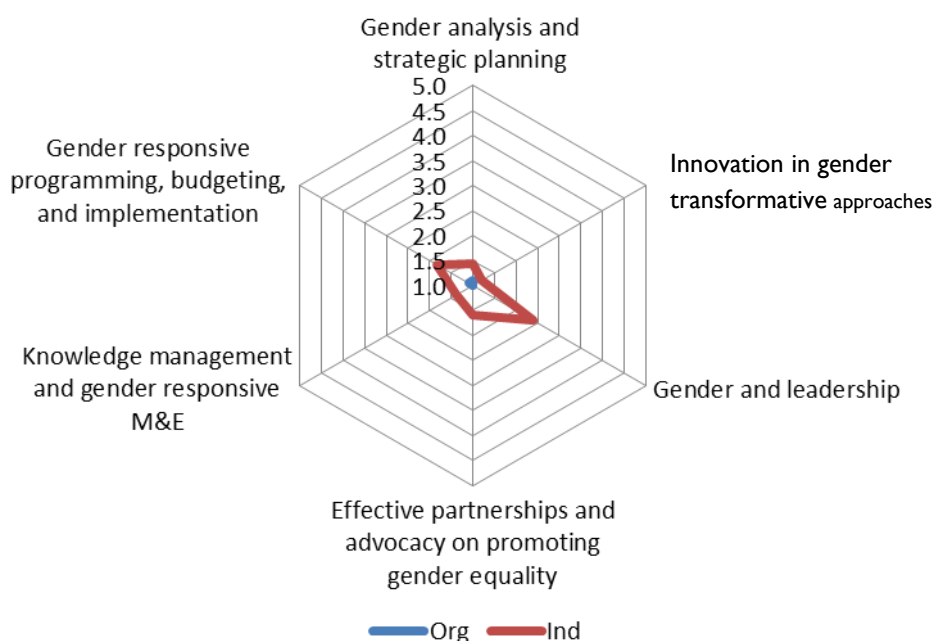 Gender analysis and
strategic planning
5.0
4.5
4.0
3.5
3.0
2.5
2.0
1.5
1.0
Innovation in gender
transformative approaches
Gender and leadership
Effective partnerships and
advocacy on promoting
gender equality
Knowledge management
and gender responsive
M&E
Gender responsive
programming, budgeting,
and implementation
Org
Ind